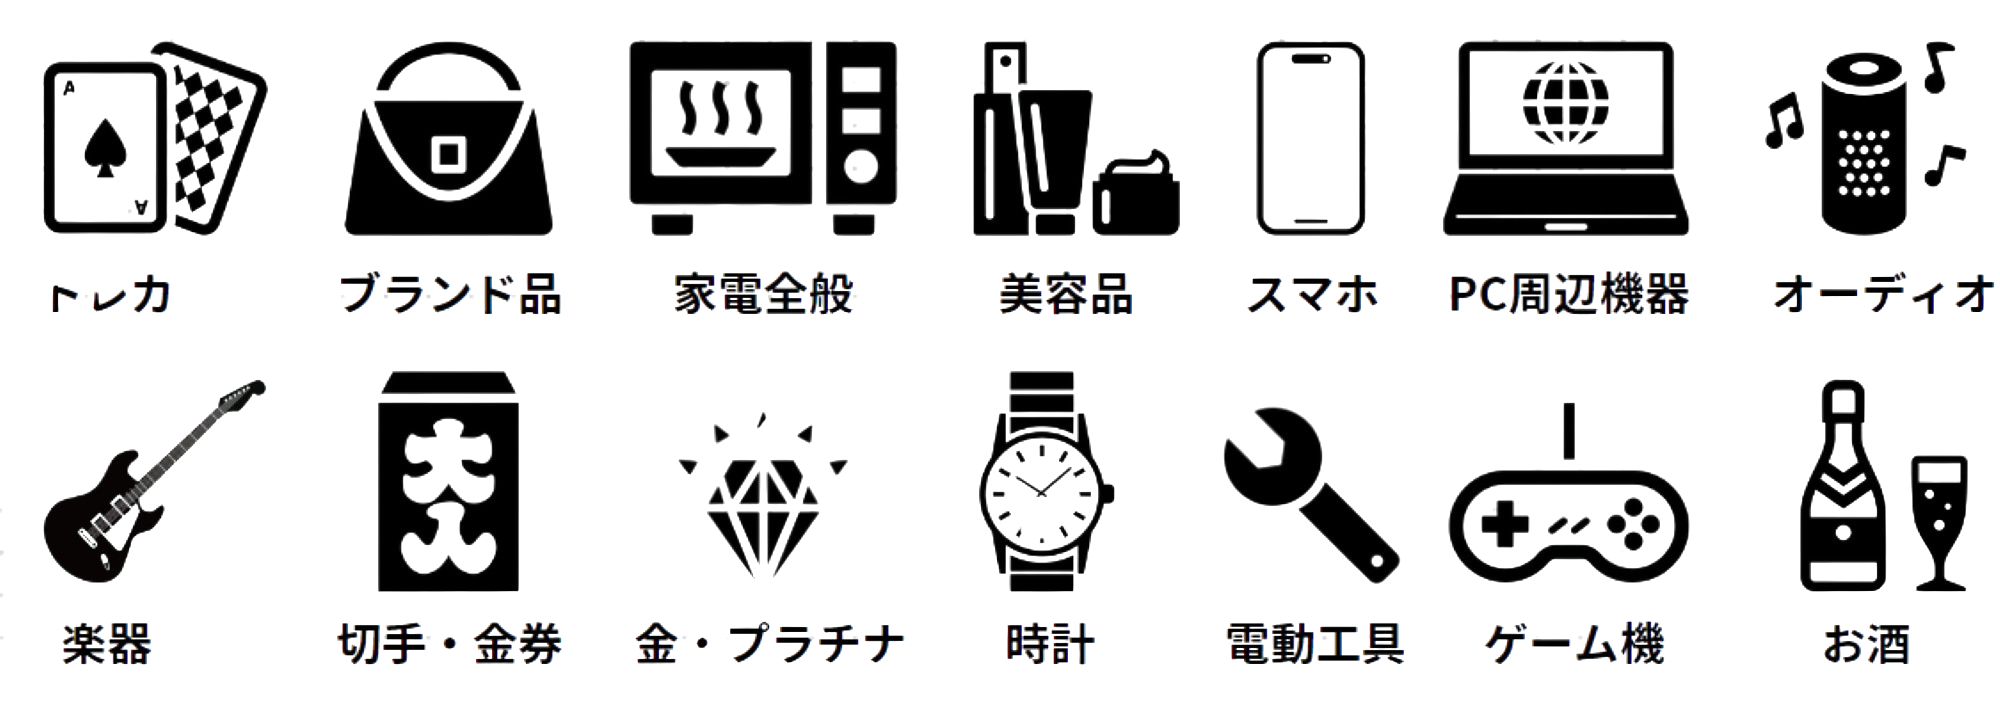 A
A
トレカ ブランド品 家電全般 美容品 スマホ PC周辺機器 オーディオ
大入
楽器 切手・金券 金・プラチナ 時計 電動工具 ゲーム機 お酒